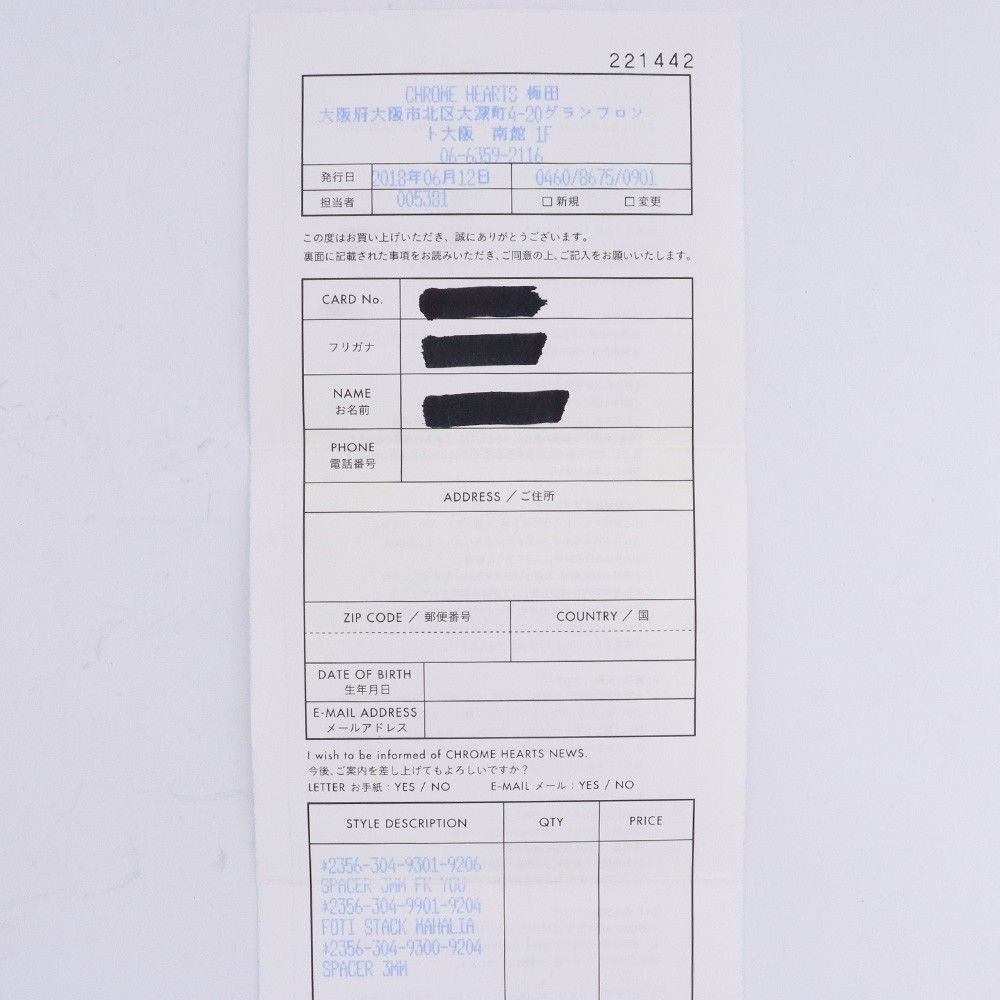 221442
CHROME HEARTS 梅田
大阪府大阪市北区大深町4-20グランフロン
ト大阪 南館 1F
06-6359-2116
発行日 2018年06月12日 0460/8675/0901
担当者 005381 □新規 □変更
この度はお買い上げいただき、誠にありがとうございます。
裏面に記載された事項をお読みいただき、ご同意の上、ご記入をお願いいたします。
CARD No.
フリガナ
NAME
お名前
PHONE
電話番号
ADDRESS／ご住所
ZIP CODE／郵便番号 COUNTRY／国
DATE OF BIRTH
生年月日
E-MAIL ADDRESS
メールアドレス
I wish to be informed of CHROME HEARTS NEWS.
今後、ご案内を差し上げてもよろしいですか？
LETTER お手紙：YES / NO E-MAIL メール：YES / NO
STYLE DESCRIPTION QTY PRICE
*2356-304-9301-9206
SPACER 3MM FK YOU
*2356-304-9901-9204
FOTI STACK MAHALIA
*2356-304-9300-9204
SPACER 3MM